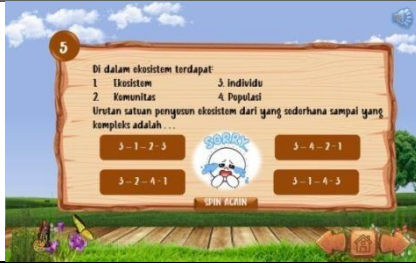 5
Di dalam ekosistem terdapat:
1. Ekosistem 3. individu
2. Komunitas 4. Populasi
Urutan satuan penyusun ekosistem dari yang sederhana sampai yang
kompleks adalah . . .
3 – 1 – 2 – 3
3 – 4 – 2 – 1
SORRY
3 – 2 – 4 – 1
3 – 1 – 4 – 3
SPIN AGAIN